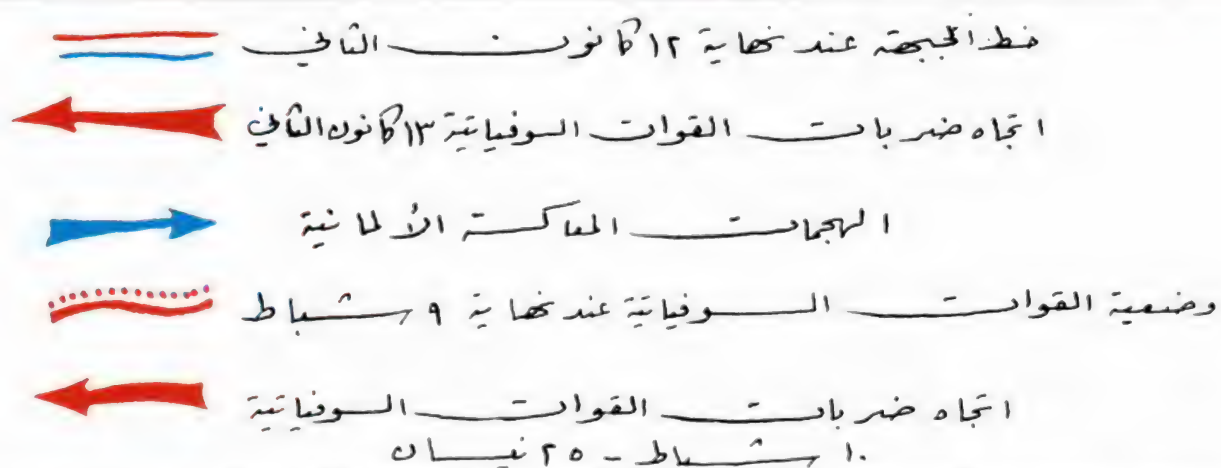 خط الجبهة عند نهاية ١٢ كانون الثاني
اتجاه ضربات القوات السوفياتية ١٣ كانون الثاني
الهجمات المعاكسة الألمانية
وضعية القوات السوفياتية عند نهاية ٩ شباط
اتجاه ضربات القوات السوفياتية
١٠ شباط - ٢٥ نيسان